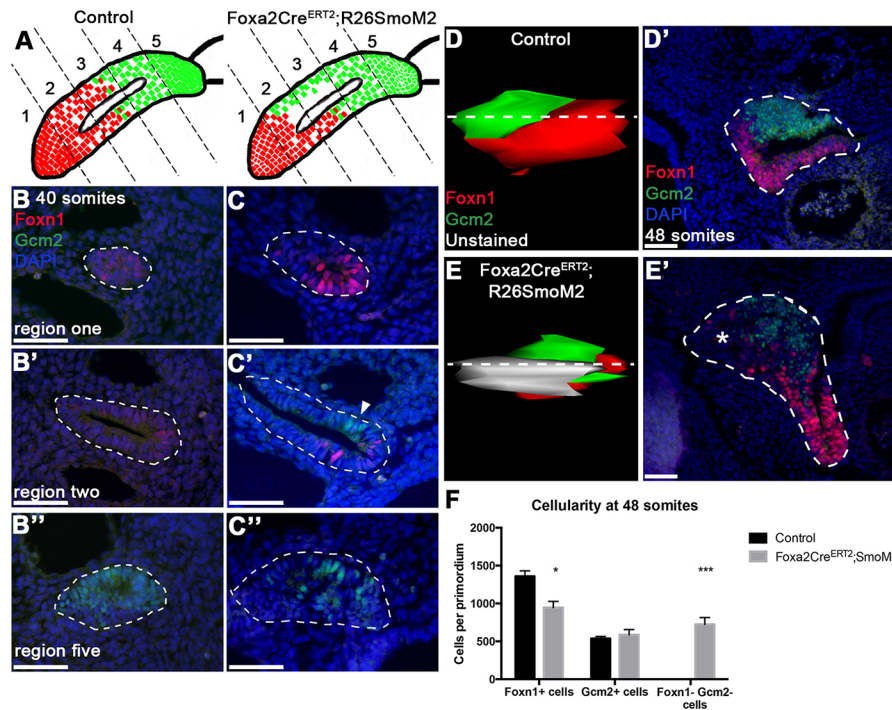 A
Control
Foxa2CreERT2;R26SmoM2
1 2 3 4 5
1 2 3 4 5
B 40 somites
Foxn1
Gcm2
DAPI
region one
C
B'
region two
C'
B''
region five
C''
D
Control
Foxn1
Gcm2
Unstained
D'
Foxn1
Gcm2
DAPI
48 somites
E
Foxa2CreERT2;
R26SmoM2
E'
*
F
Cellularity at 48 somites
Cells per primordium
2000
1500
1000
500
0
*
***
Foxn1+ cells
Gcm2+ cells
Foxn1- Gcm2-
cells
Control
Foxa2CreERT2;SmoM